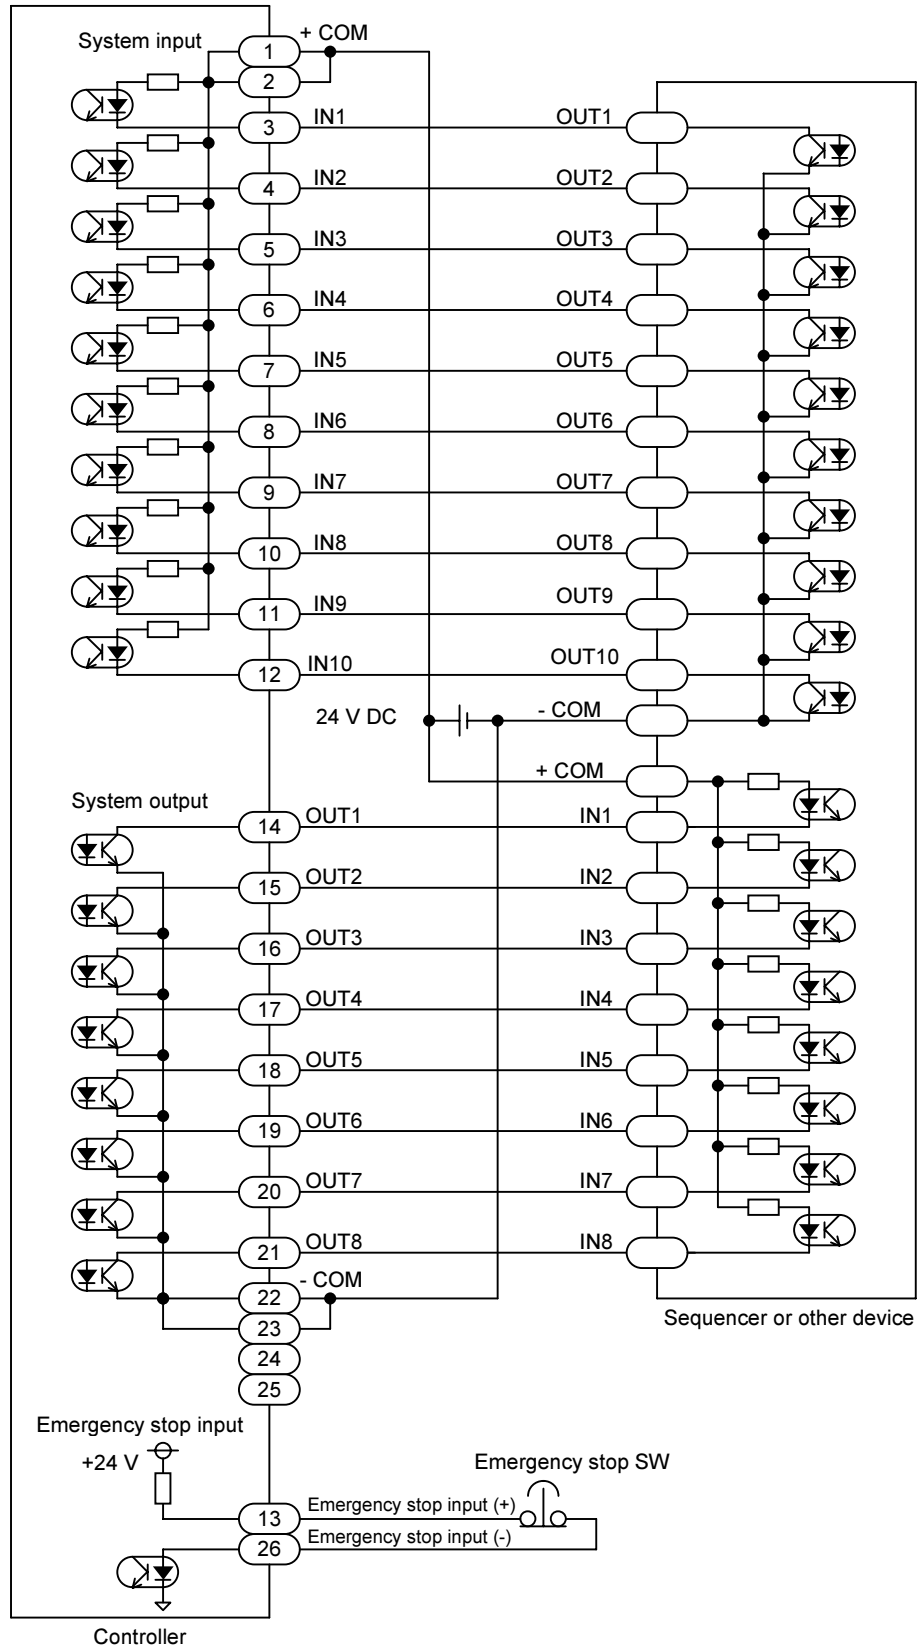 System input
1
+ COM
2
3
IN1
OUT1
4
IN2
OUT2
5
IN3
OUT3
6
IN4
OUT4
7
IN5
OUT5
8
IN6
OUT6
9
IN7
OUT7
10
IN8
OUT8
11
IN9
OUT9
12
IN10
OUT10
24 V DC
- COM
+ COM
System output
14
OUT1
IN1
15
OUT2
IN2
16
OUT3
IN3
17
OUT4
IN4
18
OUT5
IN5
19
OUT6
IN6
20
OUT7
IN7
21
OUT8
IN8
22
- COM
23
Sequencer or other device
24
25
Emergency stop input
+24 V
Emergency stop SW
13
Emergency stop input (+)
26
Emergency stop input (-)
Controller